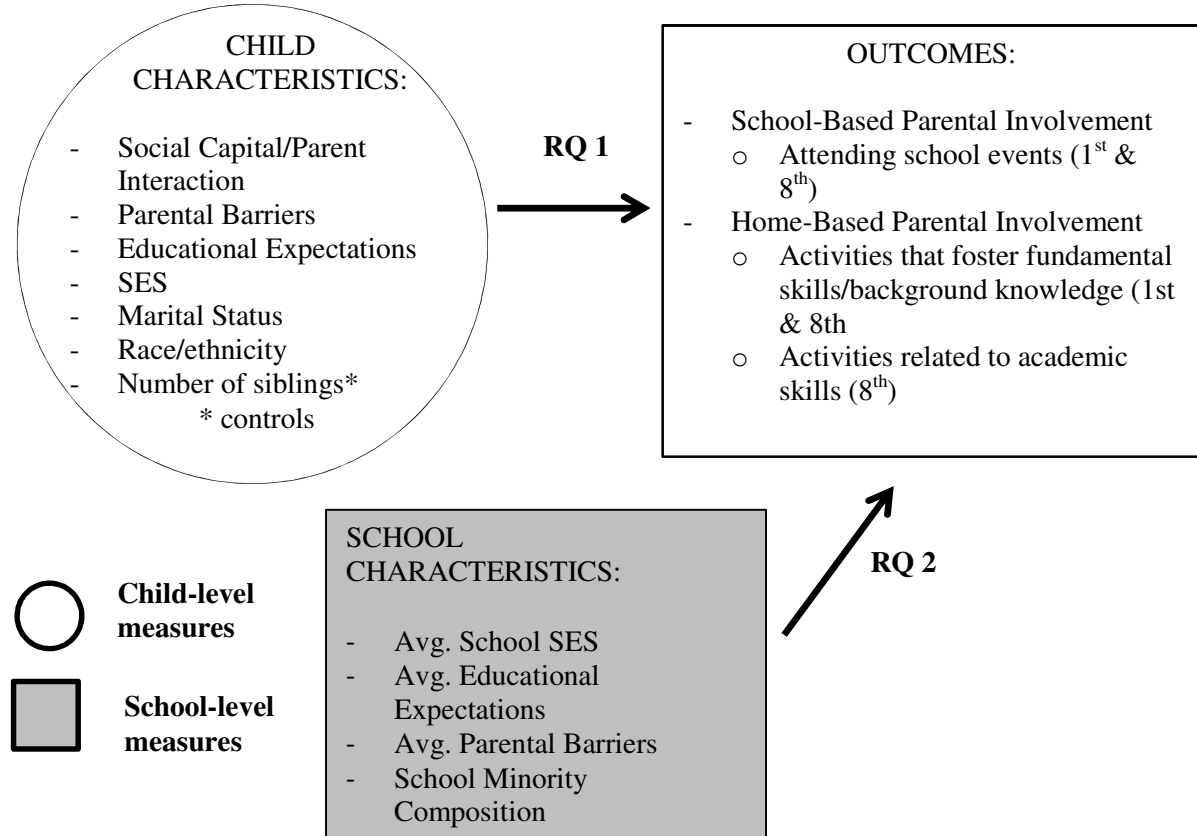 CHILD
CHARACTERISTICS:
- Social Capital/Parent
Interaction
- Parental Barriers
- Educational Expectations
- SES
- Marital Status
- Race/ethnicity
- Number of siblings*
* controls
RQ 1
OUTCOMES:
- School-Based Parental Involvement
o Attending school events (1st &
8th)
- Home-Based Parental Involvement
o Activities that foster fundamental
skills/background knowledge (1st
& 8th
o Activities related to academic
skills (8th)
SCHOOL
CHARACTERISTICS:
- Avg. School SES
- Avg. Educational
Expectations
- Avg. Parental Barriers
- School Minority
Composition
RQ 2
Child-level
measures
School-level
measures